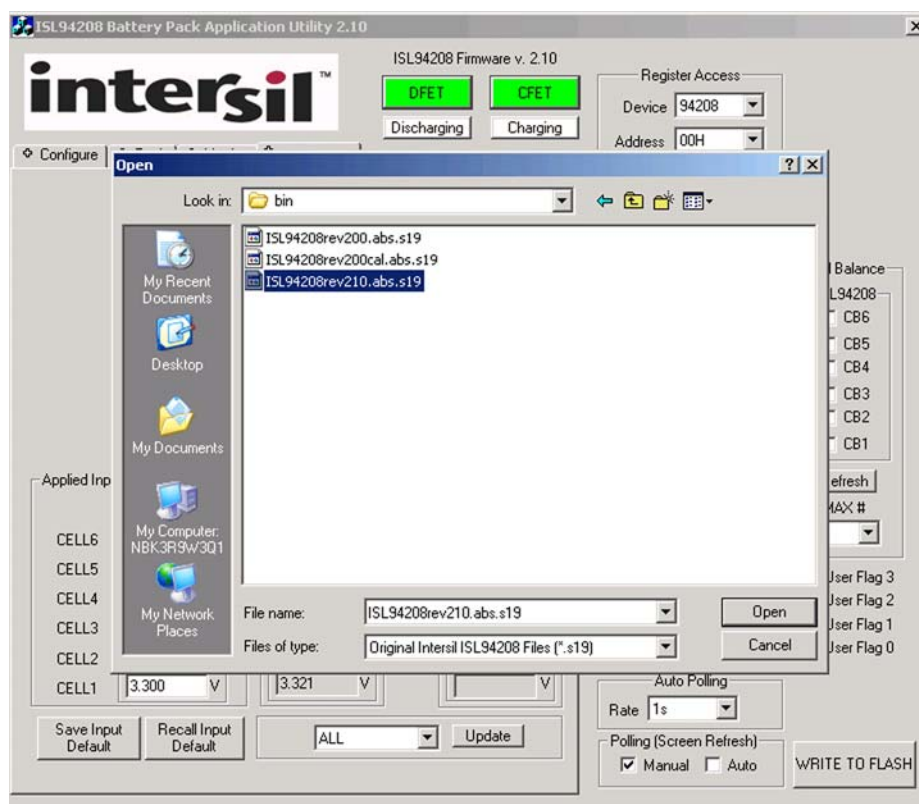 ISL94208 Battery Pack Application Utility 2.10
intersil™
ISL94208 Firmware v. 2.10
DFET
CFET
Discharging
Charging
Register Access
Device 94208
Address 00H
Configure
Open
Look in: bin
ISL94208rev200.abs.s19
ISL94208rev200cal.abs.s19
ISL94208rev210.abs.s19
My Recent
Documents
Desktop
My Documents
My Computer:
NBK3R9W3Q1
My Network
Places
File name: ISL94208rev210.abs.s19
Open
Files of type: Original Intersil ISL94208 Files (*.s19)
Cancel
Balance
L94208
CB6
CB5
CB4
CB3
CB2
CB1
efresh
MAX #
User Flag 3
User Flag 2
User Flag 1
User Flag 0
Applied Inp
CELL6
CELL5
CELL4
CELL3
CELL2
CELL1 3.300 V 3.321 V V
Save Input
Default
Recall Input
Default
ALL
Update
Auto Polling
Rate 1s
Polling (Screen Refresh)
Manual Auto
WRITE TO FLASH